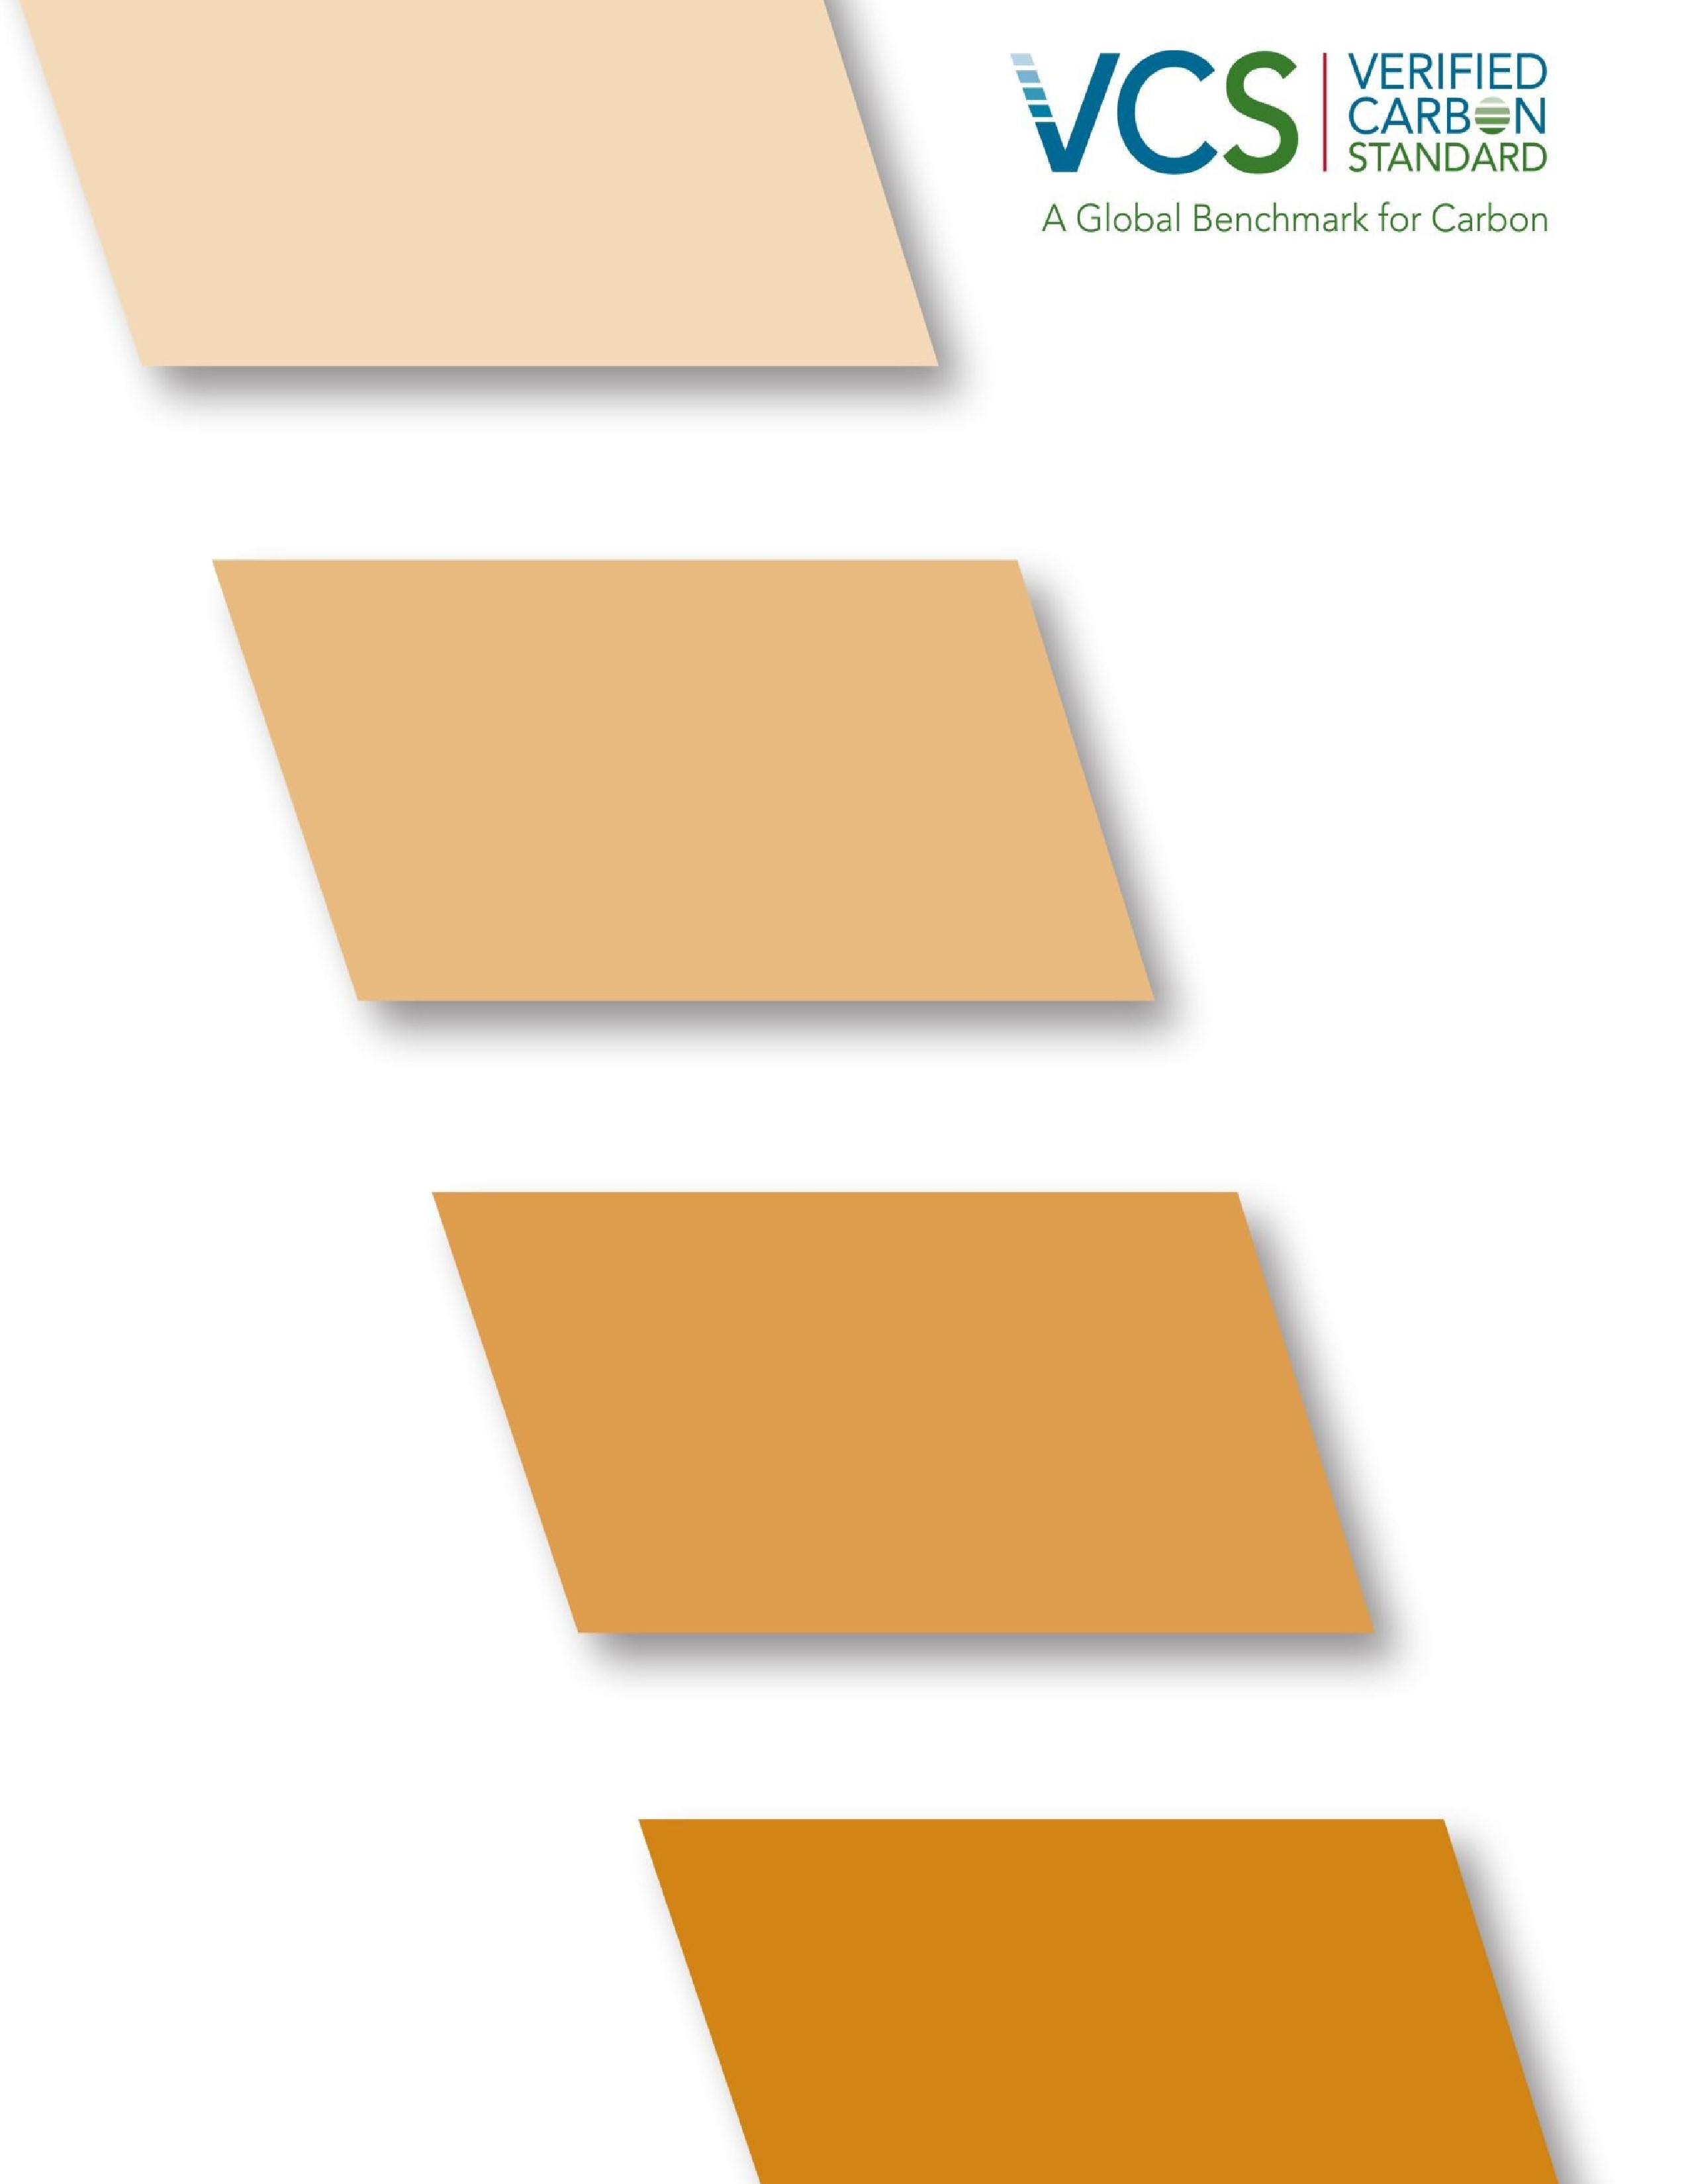 VCS
VERIFIED
CARBON
STANDARD
A Global Benchmark for Carbon